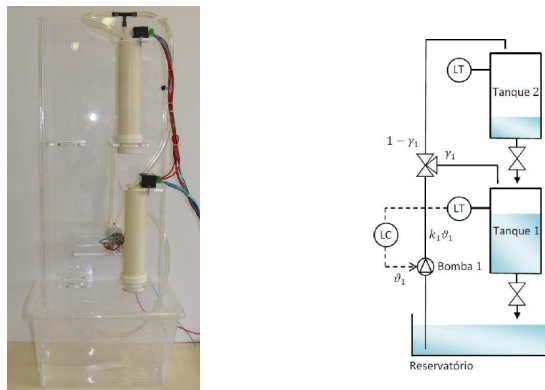 LT
Tanque 2
1 − γ₁
γ₁
LT
Tanque 1
LC
k₁ϑ₁
Bomba 1
ϑ₁
Reservatório